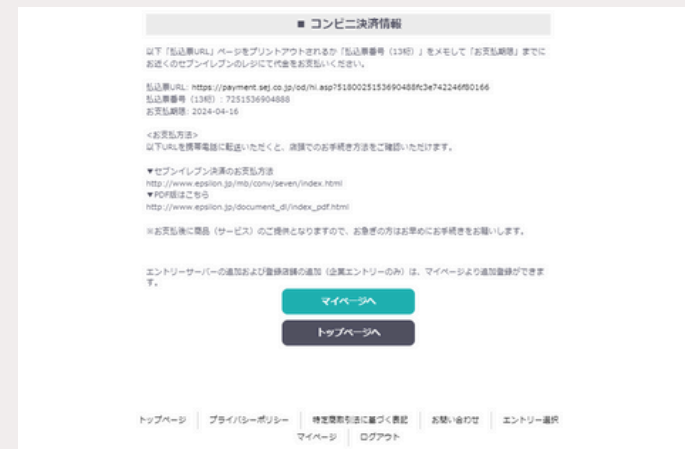 ■ コンビニ決済情報
以下「払込票URL」ページをプリントアウトされるか「払込票番号（13桁）」をメモして「お支払期限」までに
お近くのセブンイレブンのレジにて代金をお支払いください。
払込票URL: https://payment.sej.co.jp/od/hi.asp?5180025153690488fc3e742246f80166
払込票番号（13桁）: 7251536904888
お支払期限: 2024-04-16
<お支払方法>
以下URLを携帯電話に転送いただくと、店頭でのお手続き方法をご確認いただけます。
▼セブンイレブン決済のお支払方法
http://www.epsilon.jp/mb/conv/seven/index.html
▼PDF版はこちら
http://www.epsilon.jp/document_dl/index_pdf.html
※お支払後に商品（サービス）のご提供となりますので、お急ぎの方はお早めにお手続きをお願いします。
エントリーサーバーの追加および登録店舗の追加（企業エントリーのみ）は、マイページより追加登録ができま
す。
マイページへ
トップページへ
トップページ プライバシーポリシー 特定商取引法に基づく表記 お問い合わせ エントリー選択
マイページ ログアウト